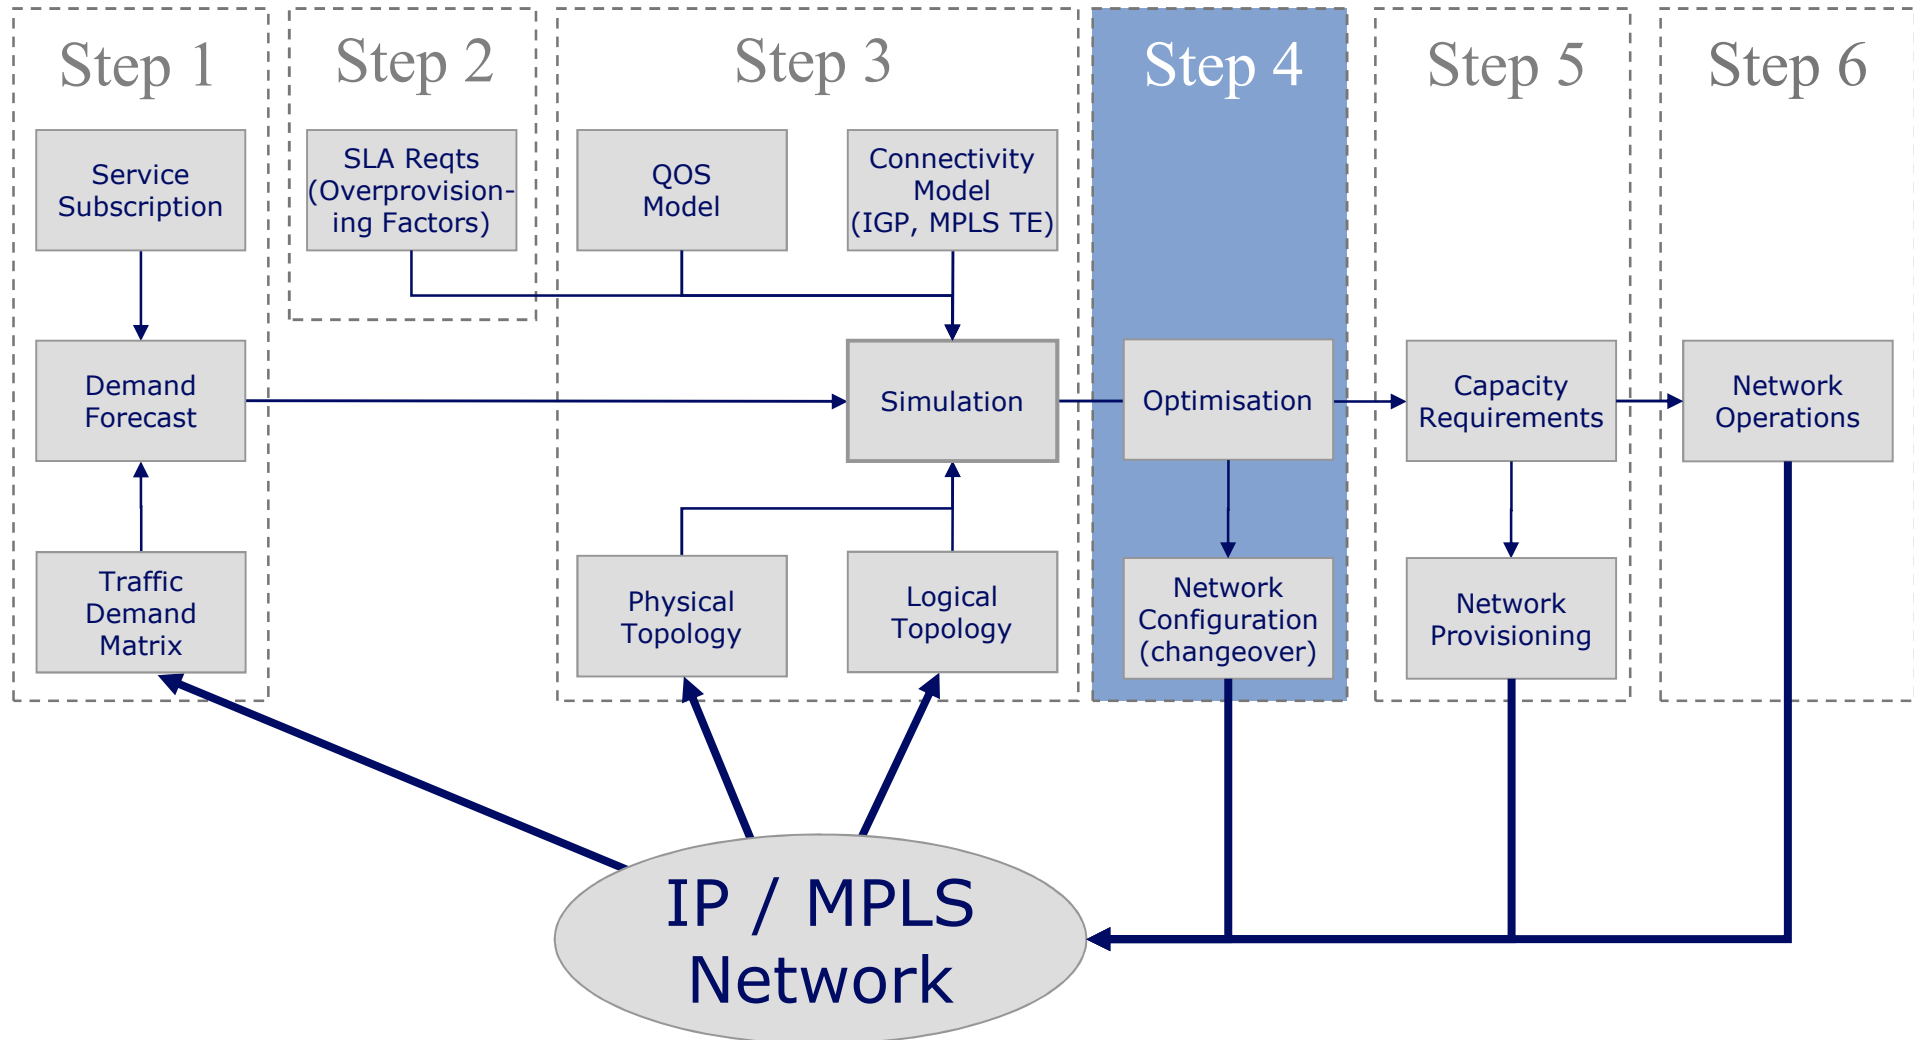 Step 1
Step 2
Step 3
Step 4
Step 5
Step 6
Service
Subscription
SLA Reqts
(Overprovision-
ing Factors)
QOS
Model
Connectivity
Model
(IGP, MPLS TE)
Demand
Forecast
Simulation
Optimisation
Capacity
Requirements
Network
Operations
Traffic
Demand
Matrix
Physical
Topology
Logical
Topology
Network
Configuration
(changeover)
Network
Provisioning
IP / MPLS
Network